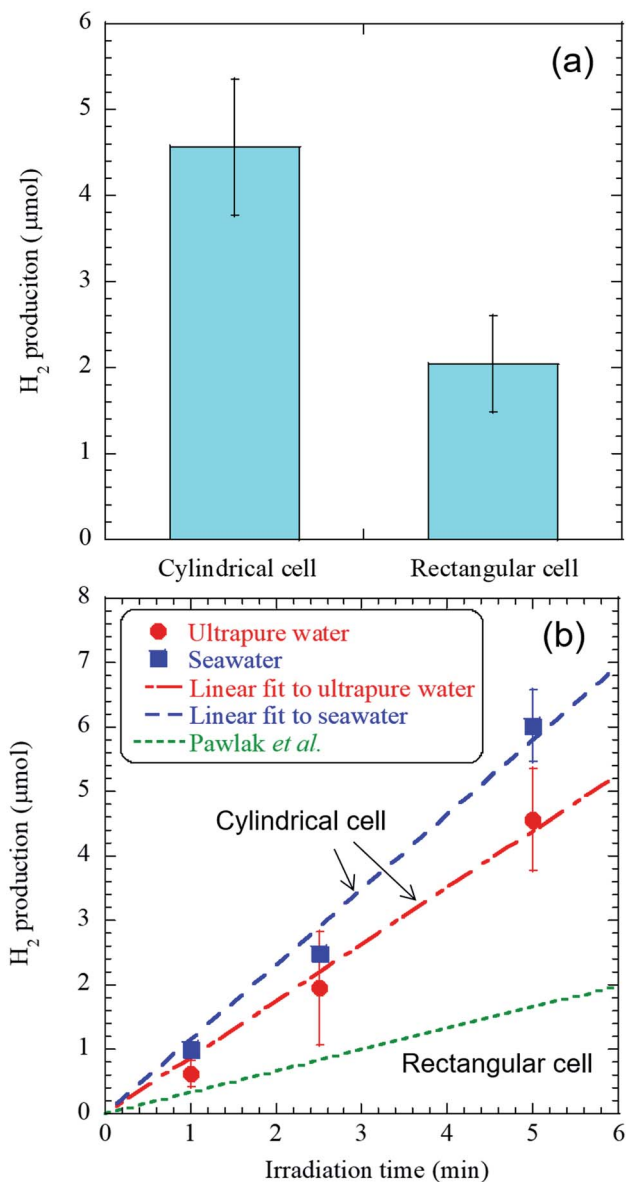 (a)
6
5
4
3
2
1
0
H2 produciton (μmol)
Cylindrical cell Rectangular cell
(b)
8
7
6
5
4
3
2
1
0
H2 production (μmol)
Ultrapure water
Seawater
Linear fit to ultrapure water
Linear fit to seawater
Pawlak et al.
Cylindrical cell
Rectangular cell
0 1 2 3 4 5 6
Irradiation time (min)